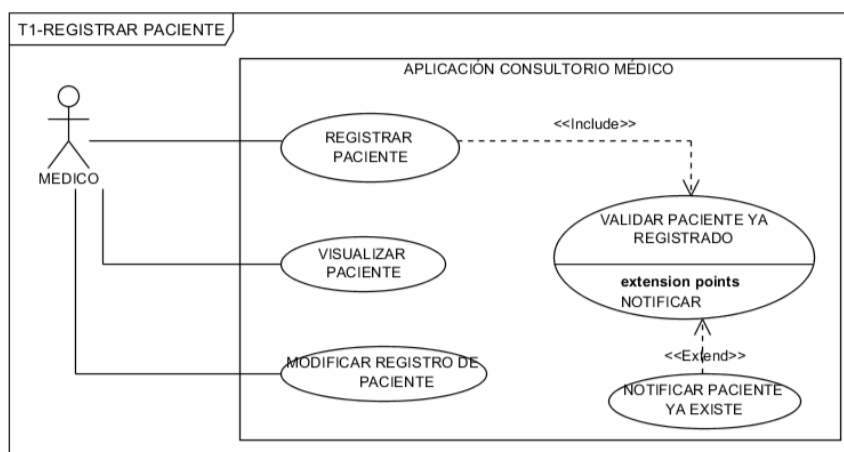 T1-REGISTRAR PACIENTE
APLICACIÓN CONSULTORIO MÉDICO
<<Include>>
REGISTRAR
PACIENTE
MEDICO
VALIDAR PACIENTE YA
REGISTRADO
VISUALIZAR
PACIENTE
extension points
NOTIFICAR
<<Extend>>
MODIFICAR REGISTRO DE
PACIENTE
NOTIFICAR PACIENTE
YA EXISTE